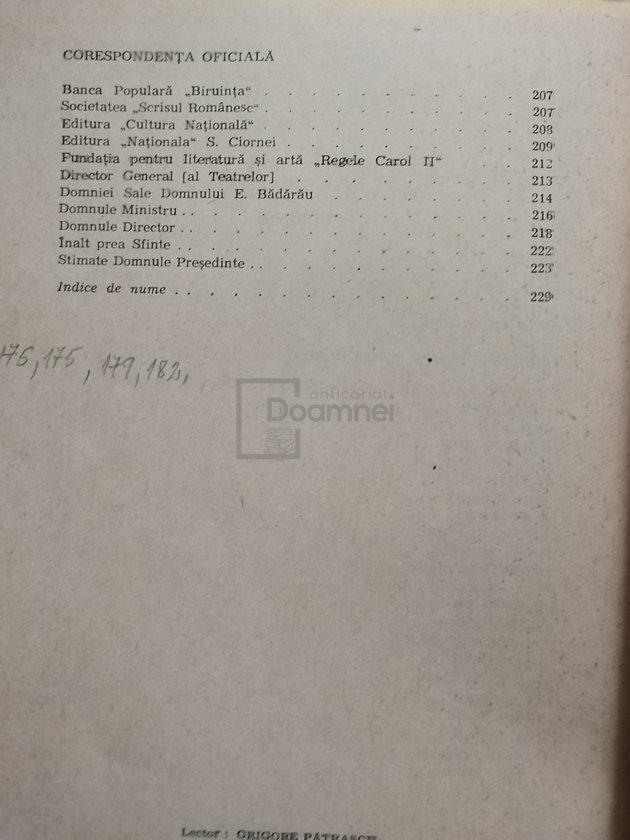 CORESPONDENȚA OFICIALĂ
Banca Populară „Biruința“ . . . . . . . . . . . . 207
Societatea „Scrisul Românesc“ . . . . . . . . . . . . 207
Editura „Cultura Națională“ . . . . . . . . . . . . 208
Editura „Naționala“ S. Ciornei . . . . . . . . . . . 209
Fundația pentru literatură și artă „Regele Carol II“ . . . 212
Director General [al Teatrelor] . . . . . . . . . . 213
Domniei Sale Domnului E. Bădărău . . . . . . . . . 214
Domnule Ministru . . . . . . . . . . . . . . . 216
Domnule Director . . . . . . . . . . . . . . . 218
Inalt prea Sfinte . . . . . . . . . . . . . . . 222
Stimate Domnule Președinte . . . . . . . . . . . . 223
Indice de nume . . . . . . . . . . . . . . . 229
175, 179, 182,
anticariat
Doamnei
Lector : GRIGORE